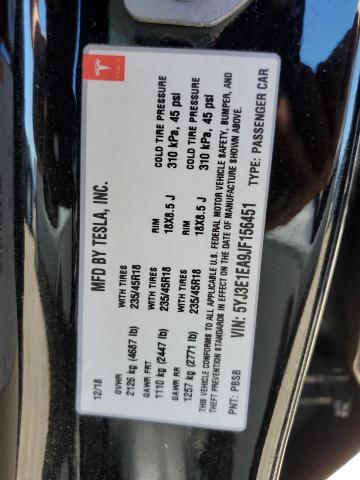 TESLA
MFD BY TESLA, INC.
12/18
GVWR
2126 kg (4687 lb)
WITH TIRES
235/45R18
RIM
18X8.5 J
COLD TIRE PRESSURE
310 kPa, 45 psi
GAWR FRT
1110 kg (2447 lb)
WITH TIRES
235/45R18
RIM
18X8.5 J
COLD TIRE PRESSURE
310 kPa, 45 psi
GAWR RR
1257 kg (2771 lb)
WITH TIRES
235/45R18
THIS VEHICLE CONFORMS TO ALL APPLICABLE U.S. FEDERAL MOTOR VEHICLE SAFETY, BUMPER, AND
THEFT PREVENTION STANDARDS IN EFFECT ON THE DATE OF MANUFACTURE SHOWN ABOVE.
VIN: 5YJ3E1EA9JF156451
TYPE: PASSENGER CAR
PNT: PBSB